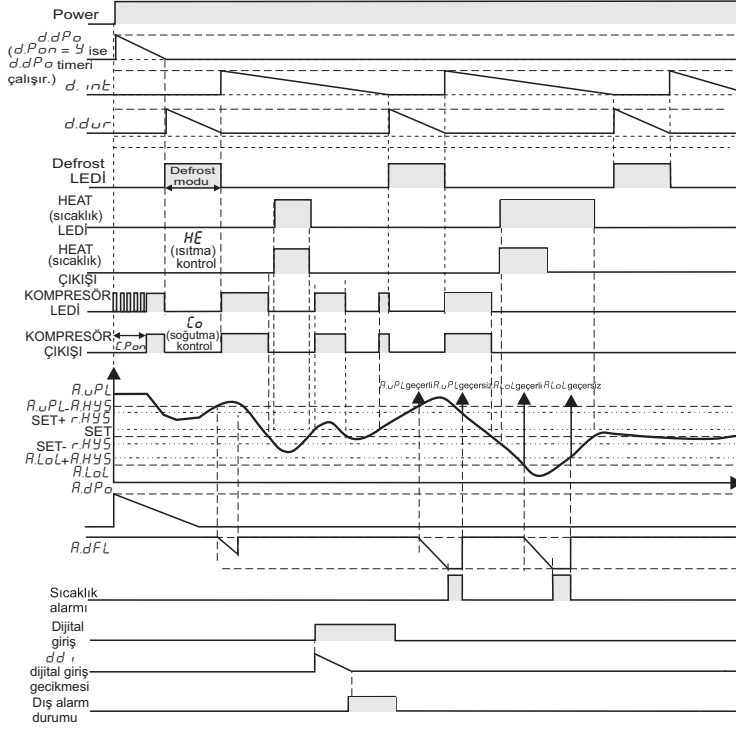 Power
d.dPo
(d.Pon = y ise
d.dPo timeri
çalışır.)
d.int
d.dur
Defrost
LEDİ
Defrost
modu
HEAT
(sıcaklık)
LEDİ
HEAT
(sıcaklık)
ÇIKIŞI
HE
(ısıtma)
kontrol
KOMPRESÖR
LEDİ
KOMPRESÖR
ÇIKIŞI
C.Pon
Co
(soğutma)
kontrol
A.uPL
A.uPL-A.HYS
SET+ r.HYS
SET
SET- r.HYS
A.LoL+A.HYS
A.LoL
A.uPL geçerli A.uPL geçersiz A.LoL geçerli A.LoL geçersiz
A.dPo
A.dFL
Sıcaklık
alarmı
Dijital
giriş
dd i
dijital giriş
gecikmesi
Dış alarm
durumu